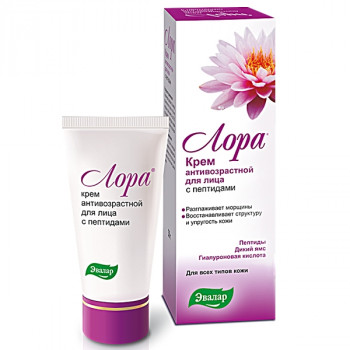 Лора®
крем
антивозрастной
для лица
с пептидами
Эвалар
Лора®
Крем
антивозрастной
для лица
с пептидами
• Разглаживает морщины
• Восстанавливает структуру
и упругость кожи
Пептиды
Дикий ямс
Гиалуроновая кислота
Для всех типов кожи
Эвалар